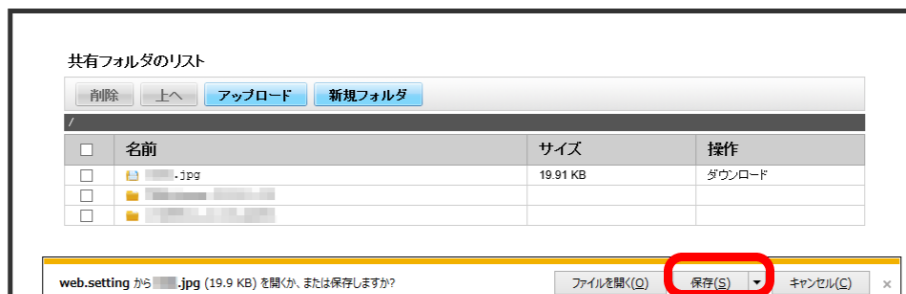 共有フォルダのリスト
削除 上へ アップロード 新規フォルダ
/
名前 サイズ 操作
.jpg 19.91 KB ダウンロード
web.setting から .jpg (19.9 KB) を開くか、または保存しますか? ファイルを開く(O) 保存(S) ▼ キャンセル(C) ×